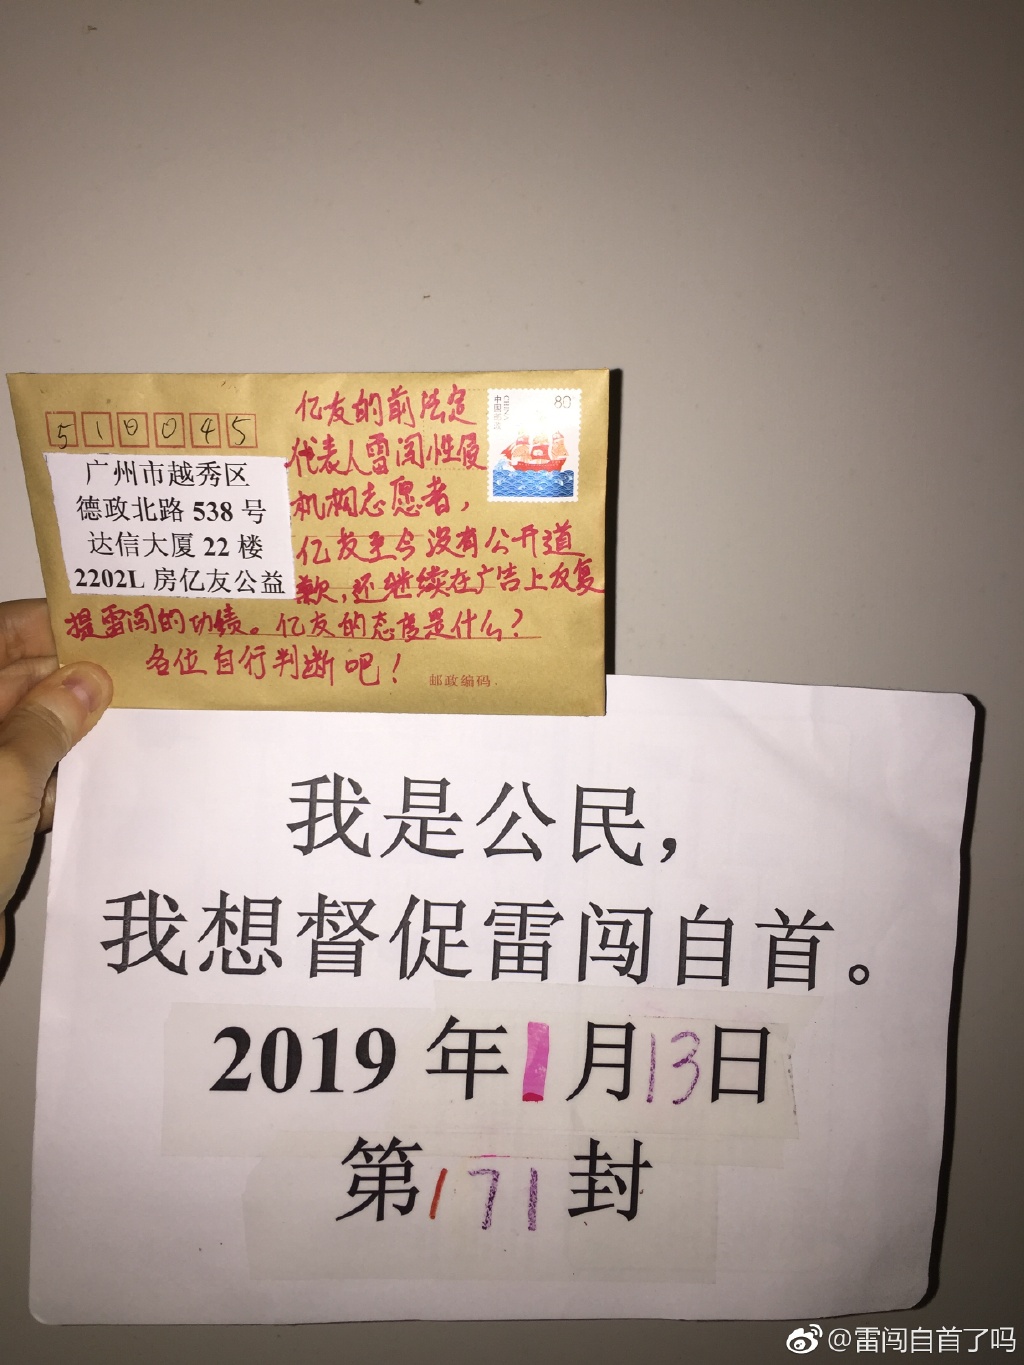 510045
中国邮政
CHINA
80
广州市越秀区
德政北路 538 号
达信大厦 22 楼
2202L 房亿友公益
亿友的前法定
代表人雷闯性侵
机构志愿者，
亿友至今没有公开道
歉，还继续在广告上反复
提雷闯的功绩。亿友的态度是什么？
各位自行判断吧！
邮政编码
我是公民，
我想督促雷闯自首。
2019 年 1 月 13 日
第 171 封
@雷闯自首了吗